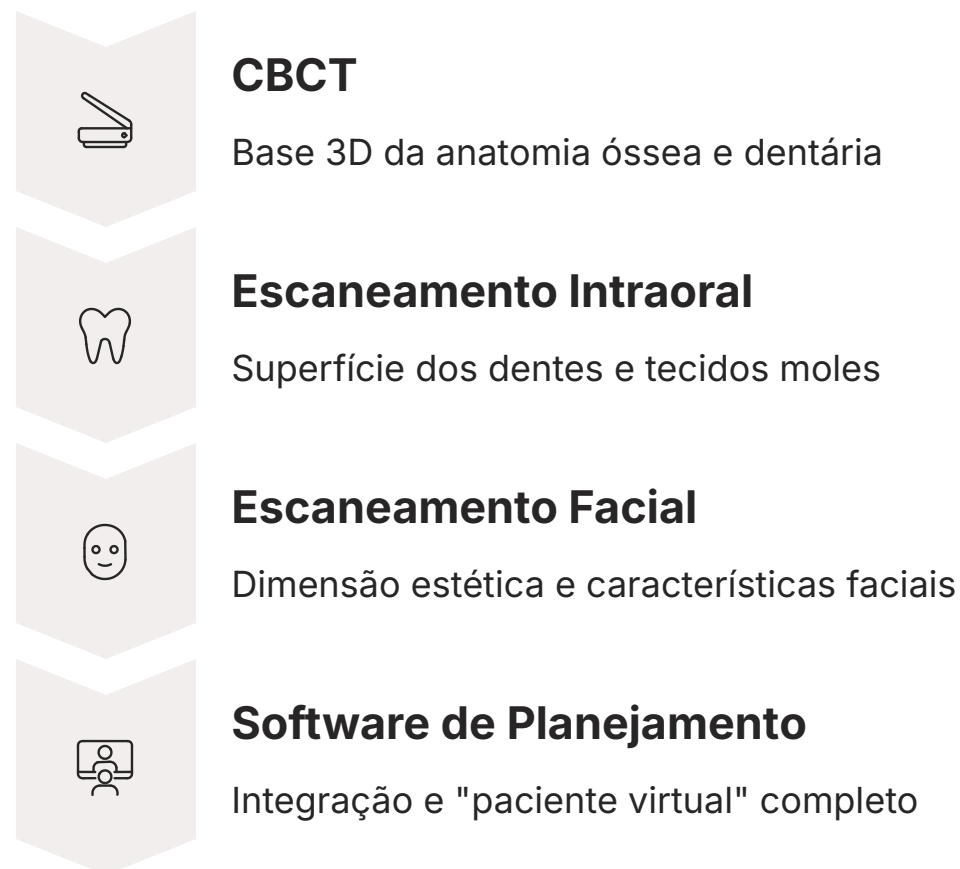 CBCT
Base 3D da anatomia óssea e dentária
Escaneamento Intraoral
Superfície dos dentes e tecidos moles
Escaneamento Facial
Dimensão estética e características faciais
Software de Planejamento
Integração e "paciente virtual" completo